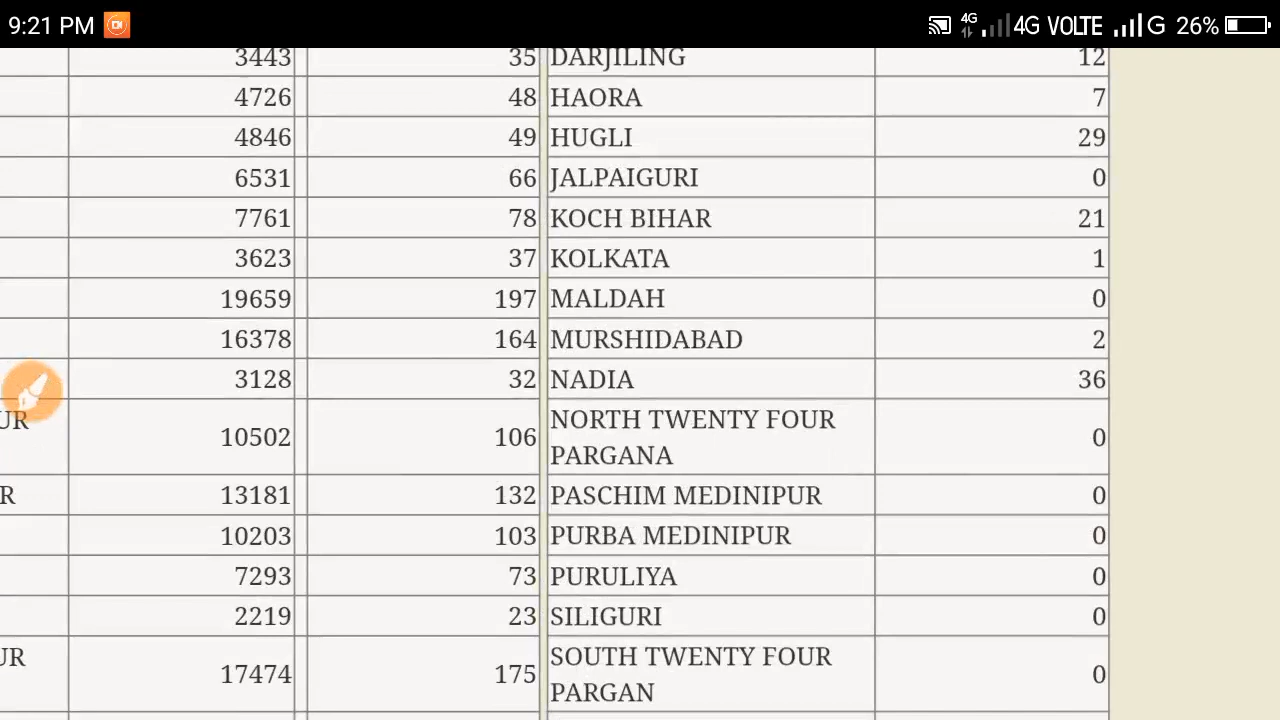 9:21 PM 4G 4G VOLTE G 26%
3443 35 DARJILING 12
4726 48 HAORA 7
4846 49 HUGLI 29
6531 66 JALPAIGURI 0
7761 78 KOCH BIHAR 21
3623 37 KOLKATA 1
19659 197 MALDAH 0
16378 164 MURSHIDABAD 2
3128 32 NADIA 36
UR 10502 106 NORTH TWENTY FOUR 0
PARGANA
R 13181 132 PASCHIM MEDINIPUR 0
10203 103 PURBA MEDINIPUR 0
7293 73 PURULIYA 0
2219 23 SILIGURI 0
UR 17474 175 SOUTH TWENTY FOUR 0
PARGAN